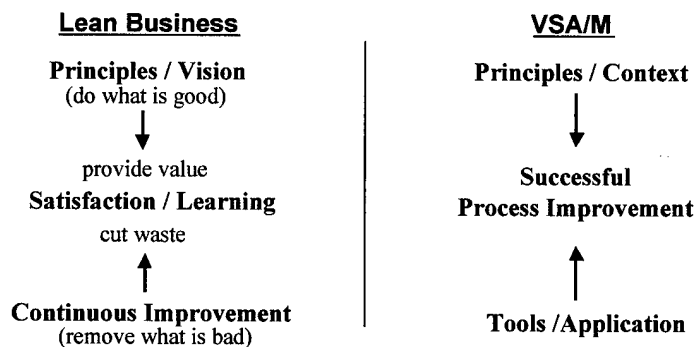 Lean Business
Principles / Vision
(do what is good)
provide value
Satisfaction / Learning
cut waste
Continuous Improvement
(remove what is bad)
VSA/M
Principles / Context
Successful
Process Improvement
Tools /Application